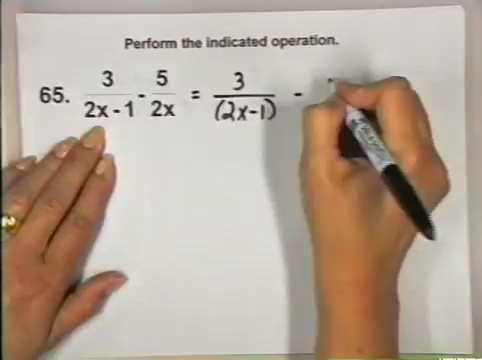 Perform the indicated operation.
65. 3/(2x-1) - 5/2x = 3/(2x-1) -